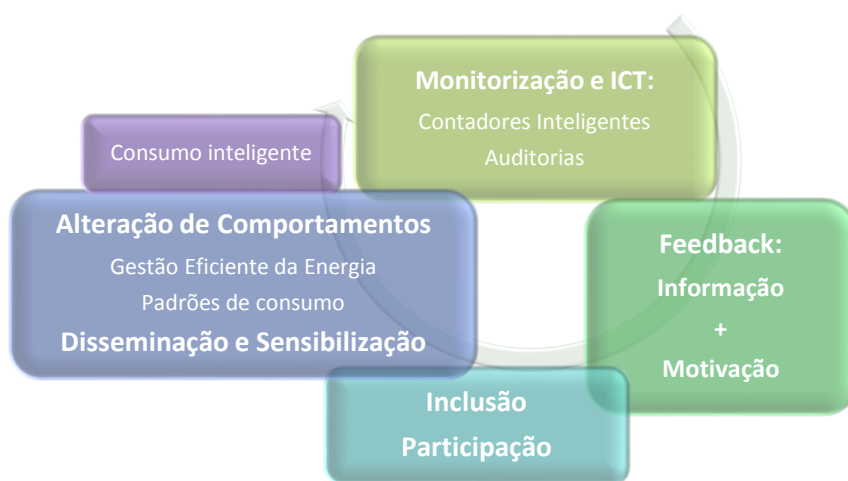 Monitorização e ICT:
Contadores Inteligentes
Auditorias
Feedback:
Informação
+
Motivação
Inclusão
Participação
Alteração de Comportamentos
Gestão Eficiente da Energia
Padrões de consumo
Disseminação e Sensibilização
Consumo inteligente